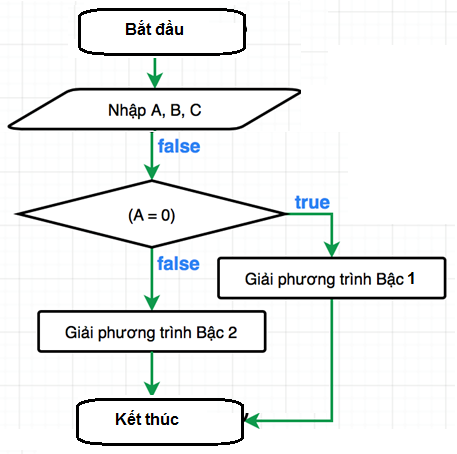 Bắt đầu
Nhập A, B, C
false
(A = 0)
true
false
Giải phương trình Bậc 1
Giải phương trình Bậc 2
Kết thúc